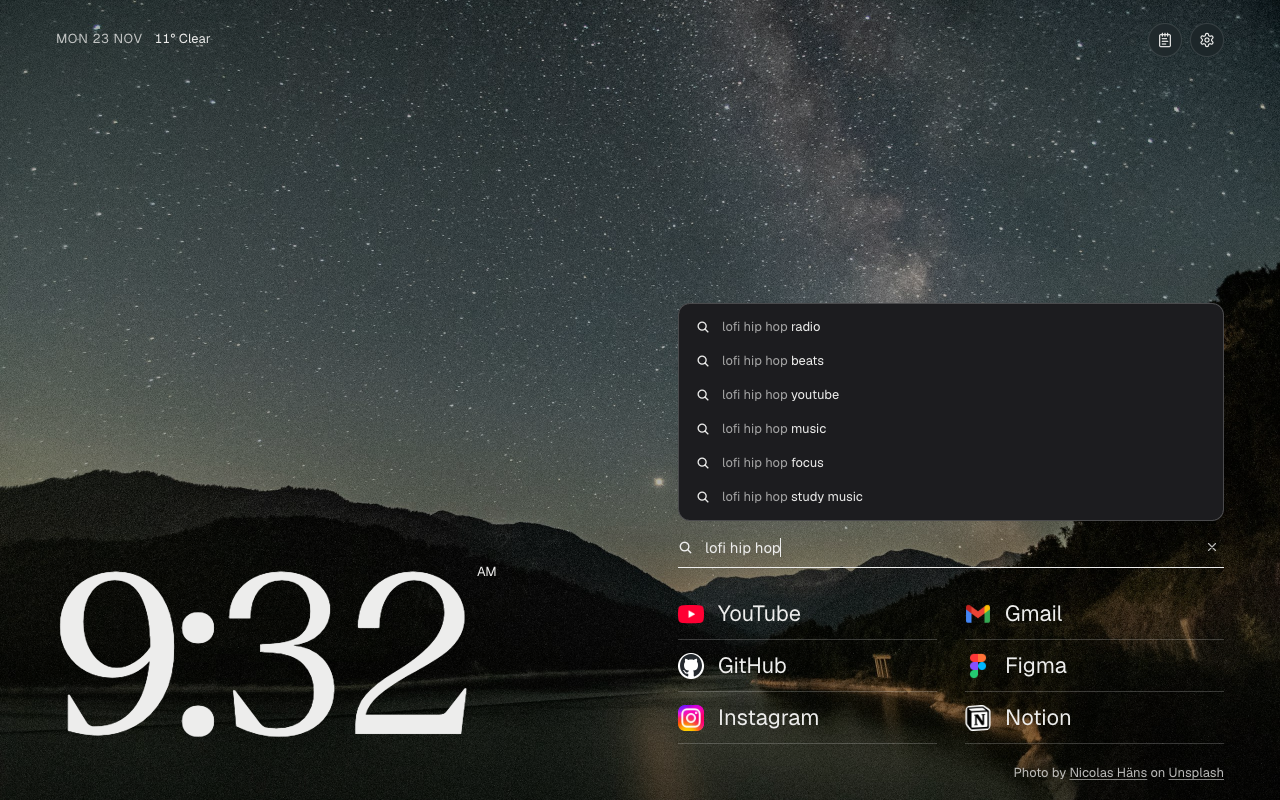 MON 23 NOV 11° Clear
lofi hip hop radio
lofi hip hop beats
lofi hip hop youtube
lofi hip hop music
lofi hip hop focus
lofi hip hop study music
lofi hip hop
9:32 AM
YouTube
Gmail
GitHub
Figma
Instagram
Notion
Photo by Nicolas Häns on Unsplash